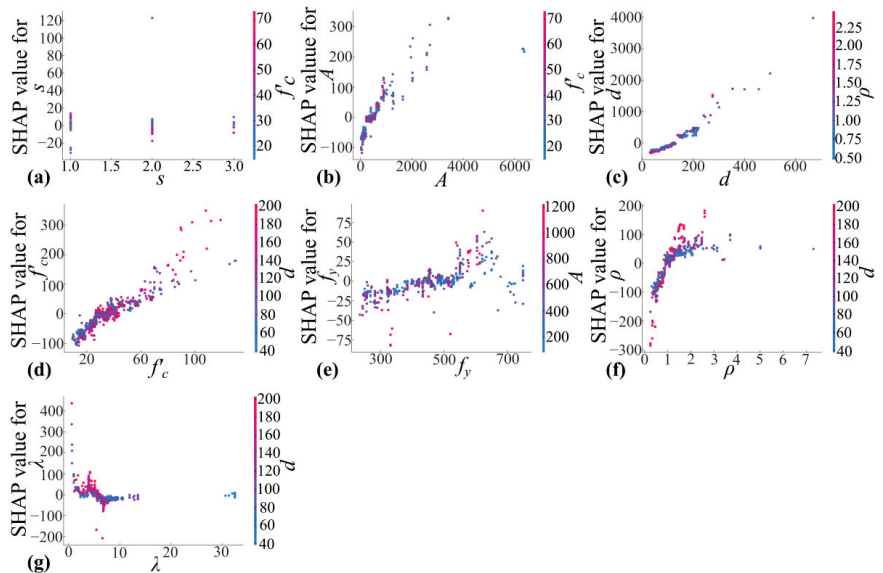 SHAP value for
s
120
100
80
60
40
20
0
−20
1.0 1.5 2.0 2.5 3.0
(a)
s
70
60
50
40
30
20
f′c
SHAP valuue for
A
300
200
100
0
−100
0 2000 4000 6000
(b)
A
70
60
50
40
30
20
f′c
SHAP value for
d
4000
3000
2000
1000
0
0 200 400 600
(c)
d
2.25
2.00
1.75
1.50
1.25
1.00
0.75
0.50
ρ
SHAP value for
f′c
300
200
100
0
−100
20 60 100
(d)
f′c
200
180
160
140
120
100
80
60
40
d
SHAP value for
fy
75
50
25
0
−25
−50
−75
300 500 700
(e)
fy
1200
1000
800
600
400
200
A
SHAP value for
ρ
200
100
0
−100
−200
−300
0 1 2 3 4 5 6 7
(f)
ρ
200
180
160
140
120
100
80
60
40
d
SHAP value for
λ
400
300
200
100
0
−100
−200
0 10 20 30
(g)
λ
200
180
160
140
120
100
80
60
40
d